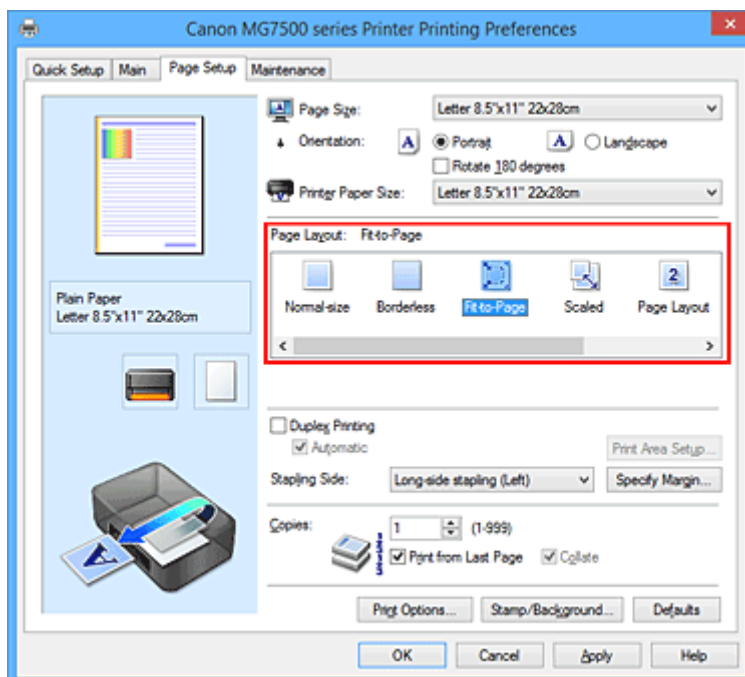 Canon MG7500 series Printer Printing Preferences
Quick Setup Main Page Setup Maintenance
Page Size: Letter 8.5"x11" 22x28cm
Orientation: A Portrait A Landscape
Rotate 180 degrees
Printer Paper Size: Letter 8.5"x11" 22x28cm
Page Layout: Fit-to-Page
Normal-size Borderless Fit-to-Page Scaled 2 Page Layout
Plain Paper
Letter 8.5"x11" 22x28cm
Duplex Printing
Automatic
Print Area Setup...
Stapling Side: Long-side stapling (Left) Specify Margin...
Copies: 1 (1-999)
Print from Last Page Collate
A
Print Options... Stamp/Background... Defaults
OK Cancel Apply Help